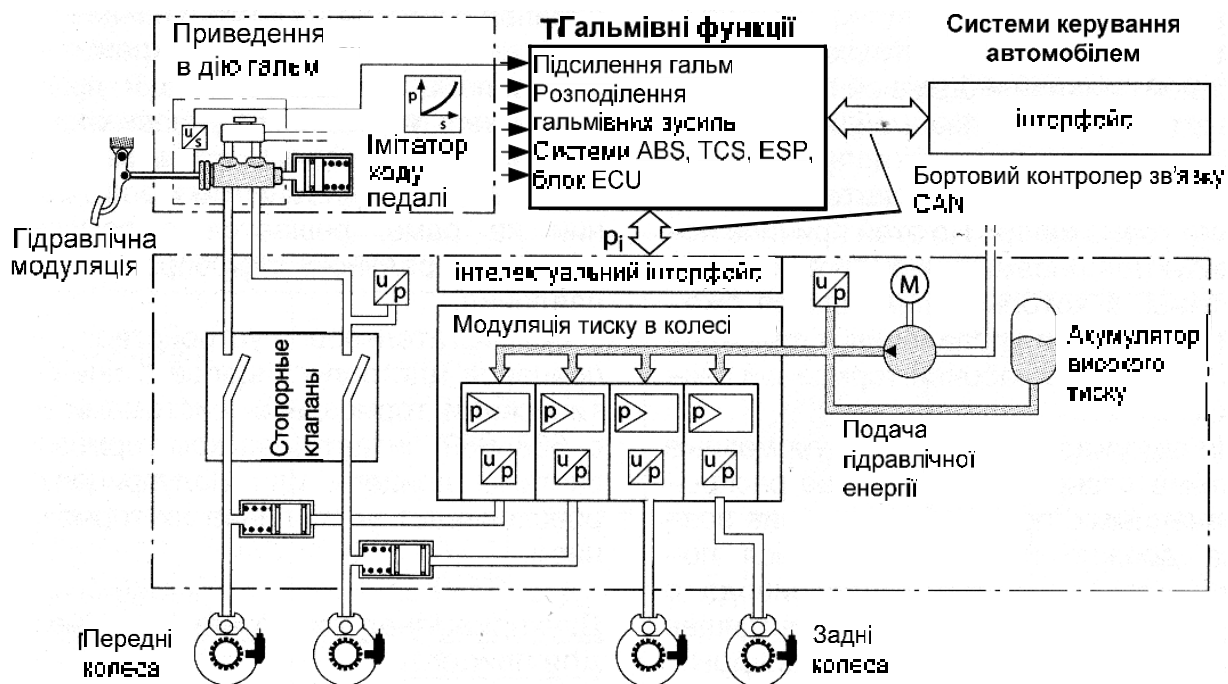 Приведення
в дію гальм
u/s
p
s
Імітатор
ходу
педалі
Гідравлічна
модуляція
ТГальмівні функції
Підсилення гальм
Розподілення
гальмівних зусиль
Системи ABS, TCS, ESP,
блок ECU
Системи керування
автомобілем
інтерфейс
Бортовий контролер зв'язку
CAN
pi
інтелектуальний інтерфейс
u/p
Модуляція тиску в колесі
u/p
M
Акумулятор
високого
тиску
Стопорные
клапаны
p
p
p
p
u/p
u/p
u/p
u/p
Подача
гідравлічної
енергії
Передні
колеса
Задні
колеса